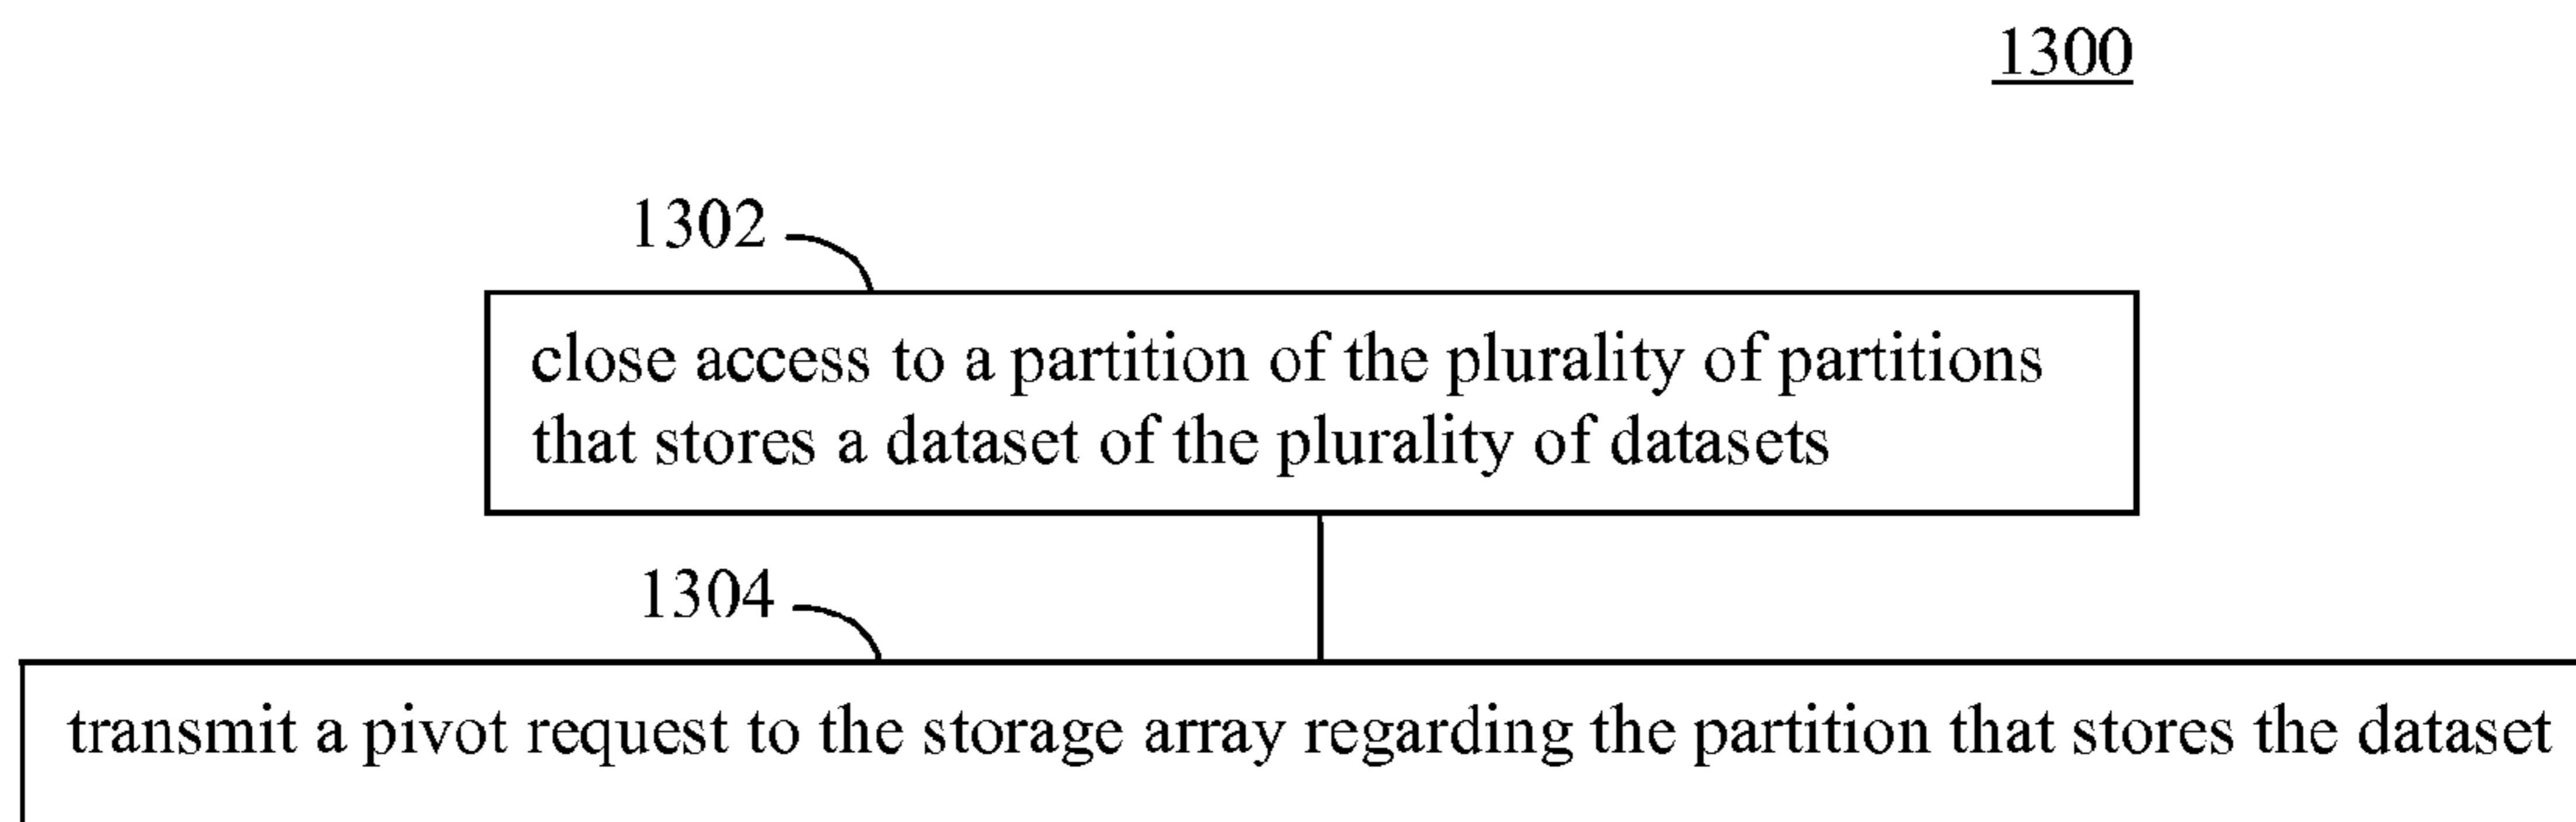 1300
1302
close access to a partition of the plurality of partitions
that stores a dataset of the plurality of datasets
1304
transmit a pivot request to the storage array regarding the partition that stores the dataset